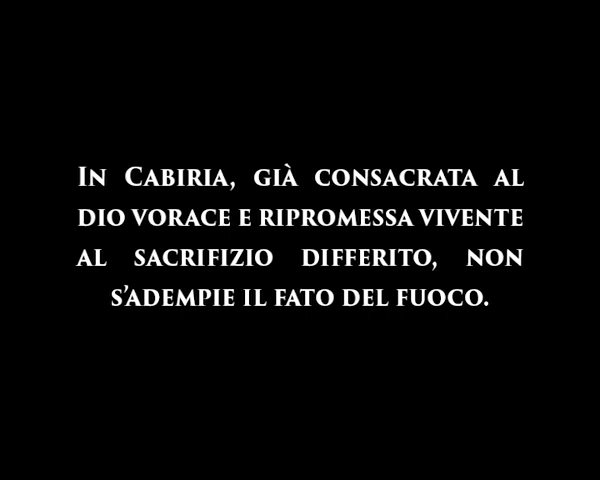 In Cabiria, già consacrata al
dio vorace e ripromessa vivente
al sacrifizio differito, non
s’adempie il fato del fuoco.